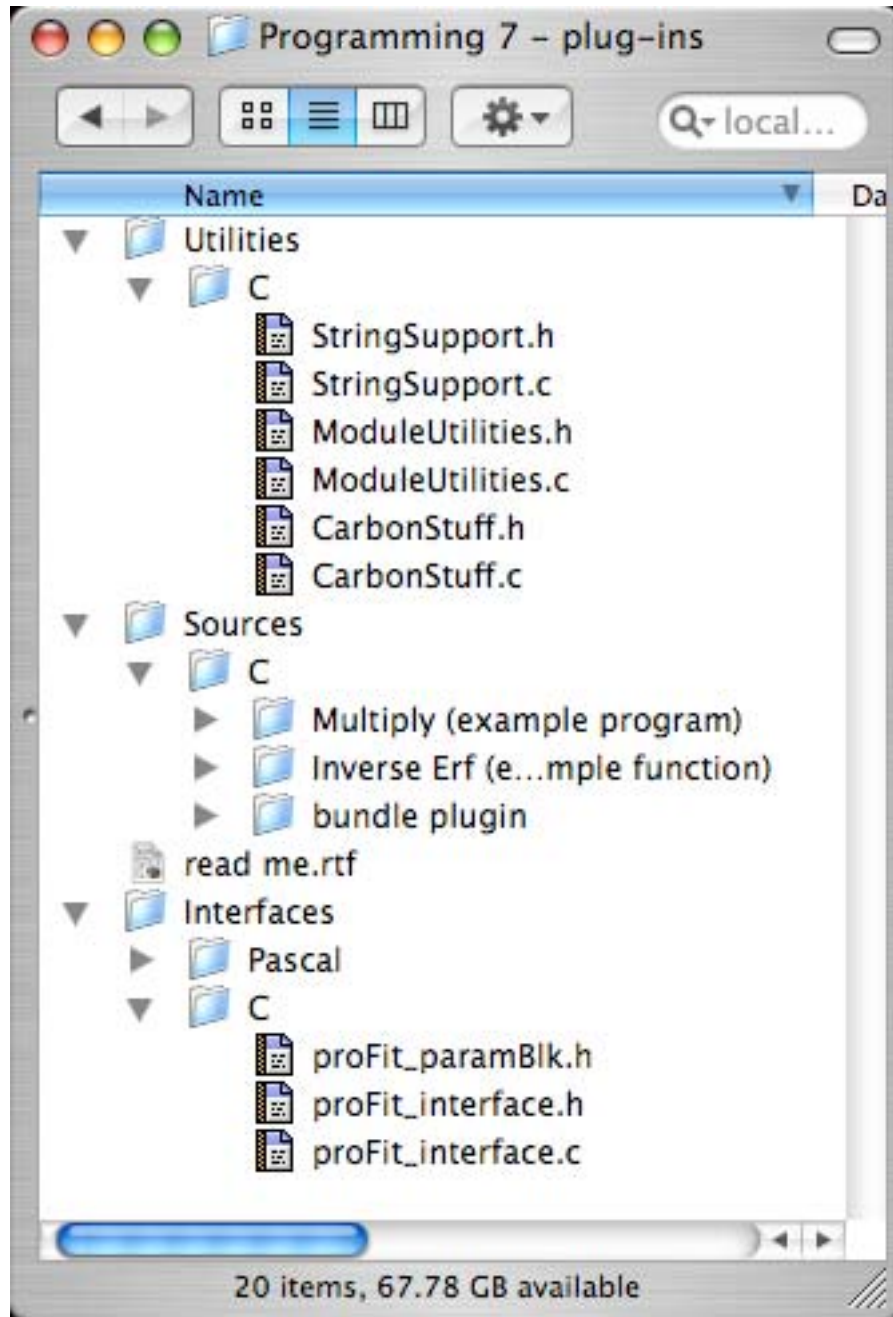 Programming 7 – plug-ins
local...
Name Da
Utilities
C
StringSupport.h
StringSupport.c
ModuleUtilities.h
ModuleUtilities.c
CarbonStuff.h
CarbonStuff.c
Sources
C
Multiply (example program)
Inverse Erf (e...mple function)
bundle plugin
read me.rtf
Interfaces
Pascal
C
proFit_paramBlk.h
proFit_interface.h
proFit_interface.c
20 items, 67.78 GB available